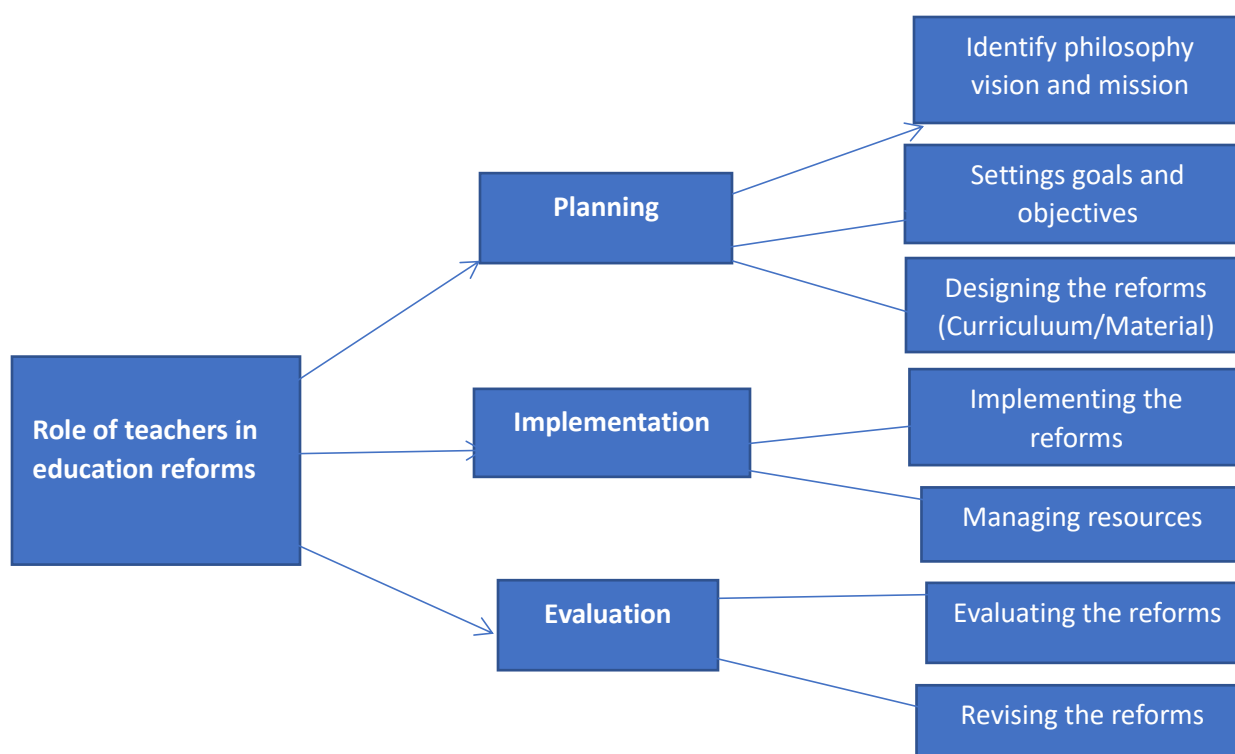 Role of teachers in
education reforms
Planning
Identify philosophy
vision and mission
Settings goals and
objectives
Designing the reforms
(Curriculuum/Material)
Implementation
Implementing the
reforms
Managing resources
Evaluation
Evaluating the reforms
Revising the reforms